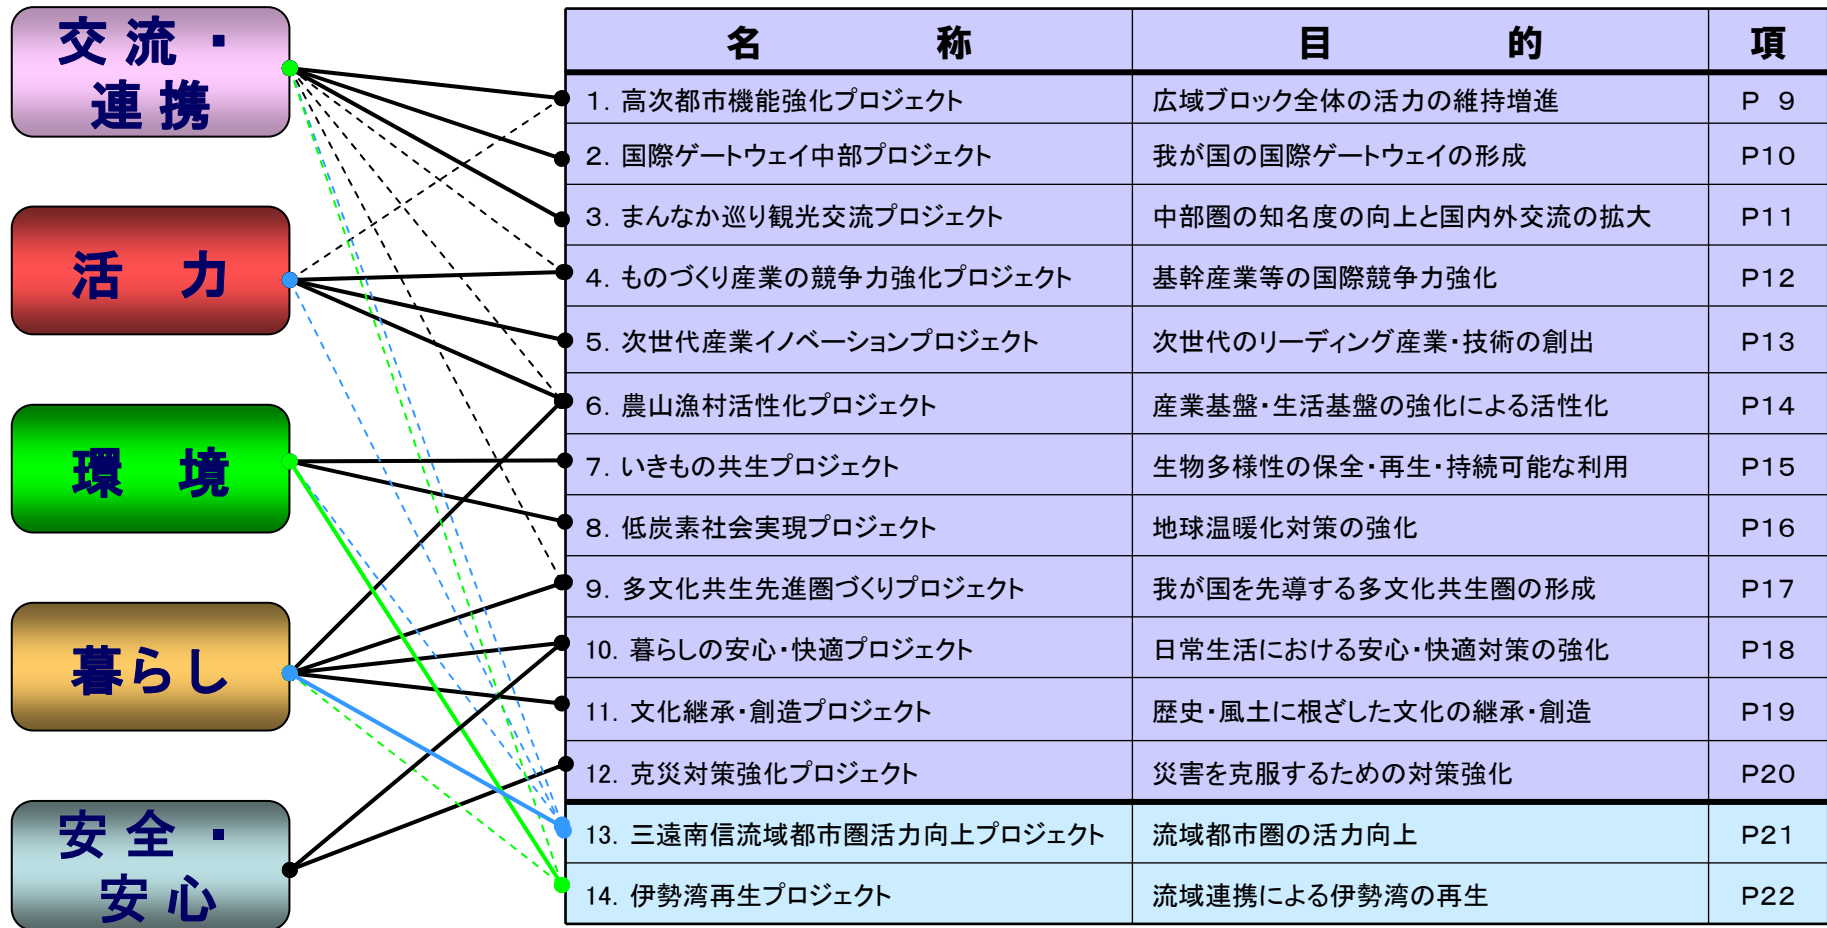 交流・
連携
活 力
環 境
暮らし
安全・
安心
名 称 目 的 項
1. 高次都市機能強化プロジェクト 広域ブロック全体の活力の維持増進 P 9
2. 国際ゲートウェイ中部プロジェクト 我が国の国際ゲートウェイの形成 P10
3. まんなか巡り観光交流プロジェクト 中部圏の知名度の向上と国内外交流の拡大 P11
4. ものづくり産業の競争力強化プロジェクト 基幹産業等の国際競争力強化 P12
5. 次世代産業イノベーションプロジェクト 次世代のリーディング産業・技術の創出 P13
6. 農山漁村活性化プロジェクト 産業基盤・生活基盤の強化による活性化 P14
7. いきもの共生プロジェクト 生物多様性の保全・再生・持続可能な利用 P15
8. 低炭素社会実現プロジェクト 地球温暖化対策の強化 P16
9. 多文化共生先進圏づくりプロジェクト 我が国を先導する多文化共生圏の形成 P17
10. 暮らしの安心・快適プロジェクト 日常生活における安心・快適対策の強化 P18
11. 文化継承・創造プロジェクト 歴史・風土に根ざした文化の継承・創造 P19
12. 克災対策強化プロジェクト 災害を克服するための対策強化 P20
13. 三遠南信流域都市圏活力向上プロジェクト 流域都市圏の活力向上 P21
14. 伊勢湾再生プロジェクト 流域連携による伊勢湾の再生 P22